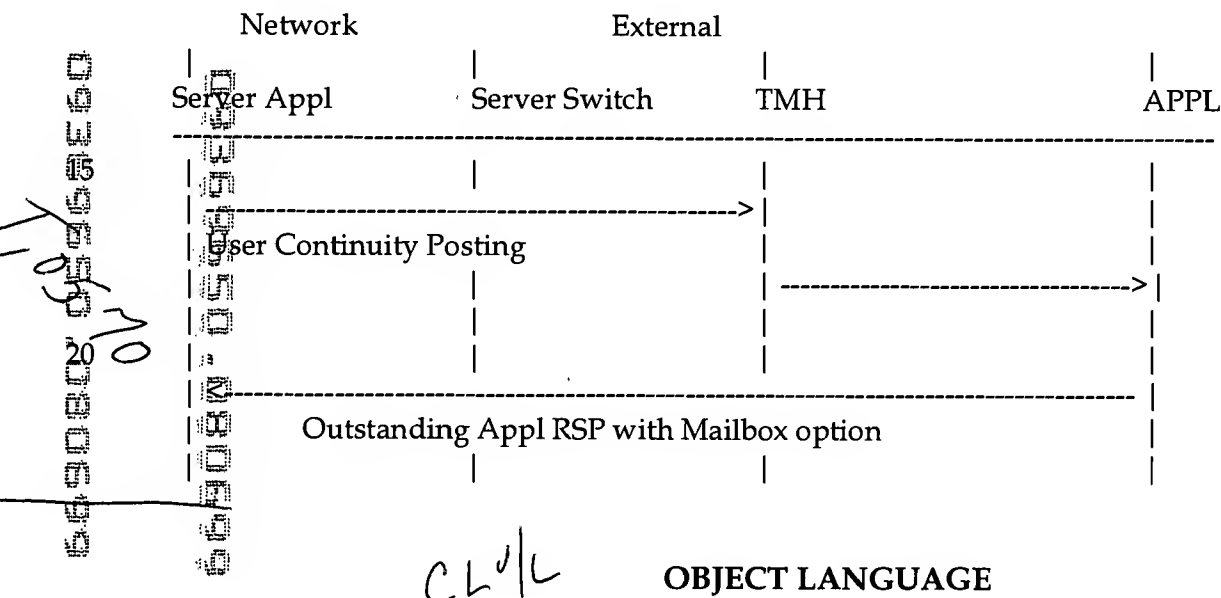 Network External
Server Appl Server Switch TMH APPL
15
User Continuity Posting
20
Outstanding Appl RSP with Mailbox option
OBJECT LANGUAGE